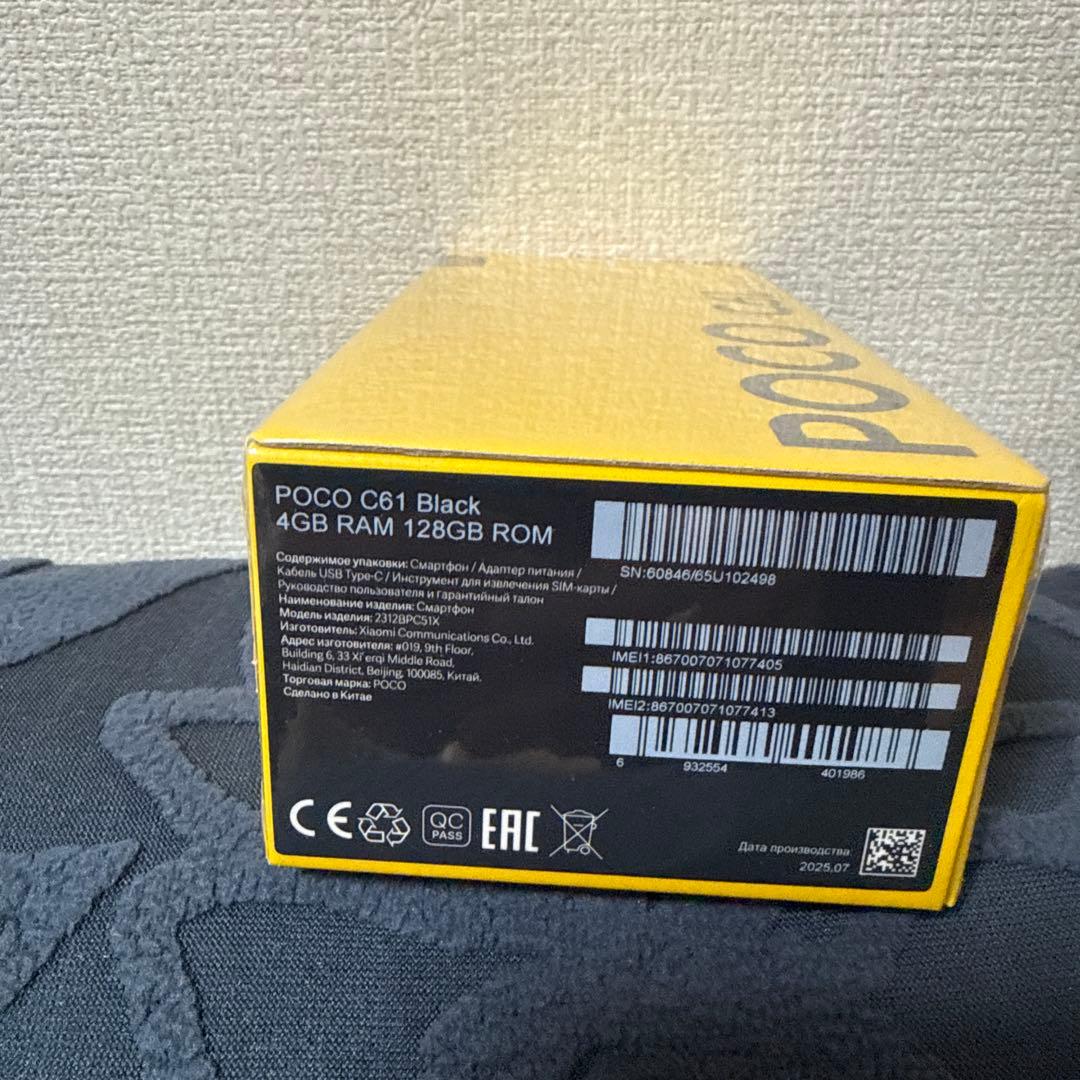 POCO
POCO C61 Black
4GB RAM 128GB ROM
Содержимое упаковки: Смартфон / Адаптер питания /
Кабель USB Type-C / Инструмент для извлечения SIM-карты /
Руководство пользователя и гарантийный талон
Наименование изделия: Смартфон
Модель изделия: 2312BPC51X
Изготовитель: Xiaomi Communications Co., Ltd.
Адрес изготовителя: #019, 9th Floor,
Building 6, 33 Xi'erqi Middle Road,
Haidian District, Beijing, 100085, Китай.
Торговая марка: POCO
Сделано в Китае
SN:60846/65U102498
IMEI1:867007071077405
IMEI2:867007071077413
6 932554 401986
CE
QC
PASS
EAC
Дата производства:
2025.07